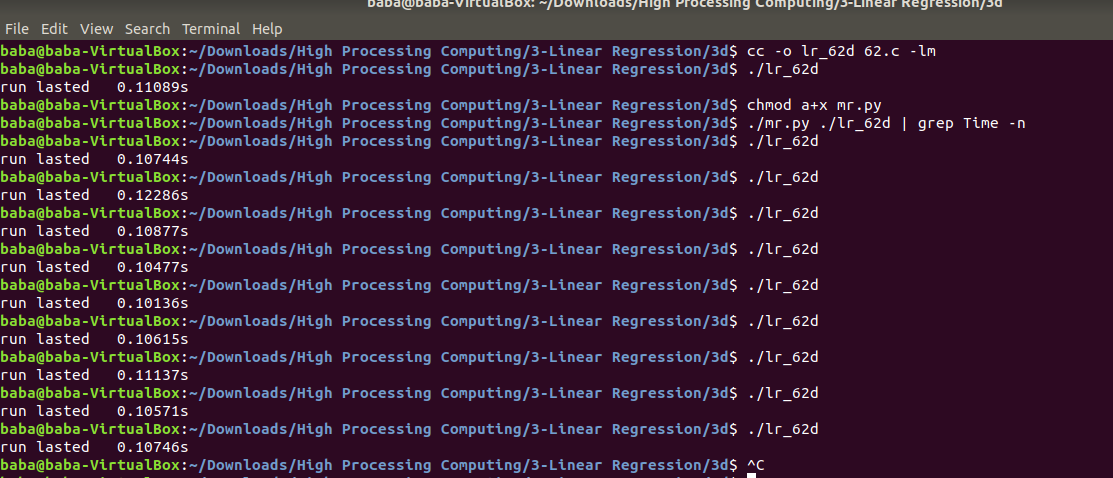 baba@baba-VirtualBox: ~/Downloads/High Processing Computing/3-Linear Regression/3d
File Edit View Search Terminal Help
baba@baba-VirtualBox:~/Downloads/High Processing Computing/3-Linear Regression/3d$ cc -o lr_62d 62.c -lm
baba@baba-VirtualBox:~/Downloads/High Processing Computing/3-Linear Regression/3d$ ./lr_62d
run lasted   0.11089s
baba@baba-VirtualBox:~/Downloads/High Processing Computing/3-Linear Regression/3d$ chmod a+x mr.py
baba@baba-VirtualBox:~/Downloads/High Processing Computing/3-Linear Regression/3d$ ./mr.py ./lr_62d | grep Time -n
baba@baba-VirtualBox:~/Downloads/High Processing Computing/3-Linear Regression/3d$ ./lr_62d
run lasted   0.10744s
baba@baba-VirtualBox:~/Downloads/High Processing Computing/3-Linear Regression/3d$ ./lr_62d
run lasted   0.12286s
baba@baba-VirtualBox:~/Downloads/High Processing Computing/3-Linear Regression/3d$ ./lr_62d
run lasted   0.10877s
baba@baba-VirtualBox:~/Downloads/High Processing Computing/3-Linear Regression/3d$ ./lr_62d
run lasted   0.10477s
baba@baba-VirtualBox:~/Downloads/High Processing Computing/3-Linear Regression/3d$ ./lr_62d
run lasted   0.10136s
baba@baba-VirtualBox:~/Downloads/High Processing Computing/3-Linear Regression/3d$ ./lr_62d
run lasted   0.10615s
baba@baba-VirtualBox:~/Downloads/High Processing Computing/3-Linear Regression/3d$ ./lr_62d
run lasted   0.11137s
baba@baba-VirtualBox:~/Downloads/High Processing Computing/3-Linear Regression/3d$ ./lr_62d
run lasted   0.10571s
baba@baba-VirtualBox:~/Downloads/High Processing Computing/3-Linear Regression/3d$ ./lr_62d
run lasted   0.10746s
baba@baba-VirtualBox:~/Downloads/High Processing Computing/3-Linear Regression/3d$ ^C